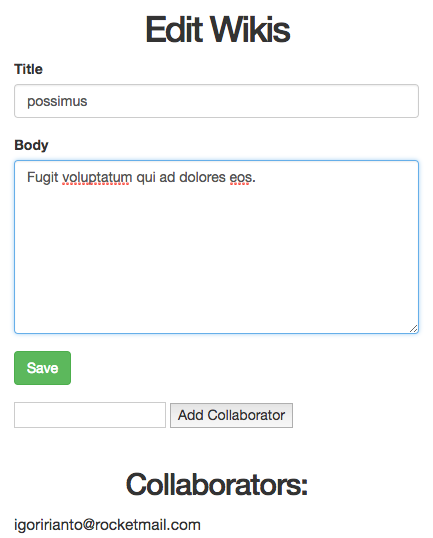 Edit Wikis
Title
possimus
Body
Fugit voluptatum qui ad dolores eos.
Save
Add Collaborator
Collaborators:
igoririanto@rocketmail.com